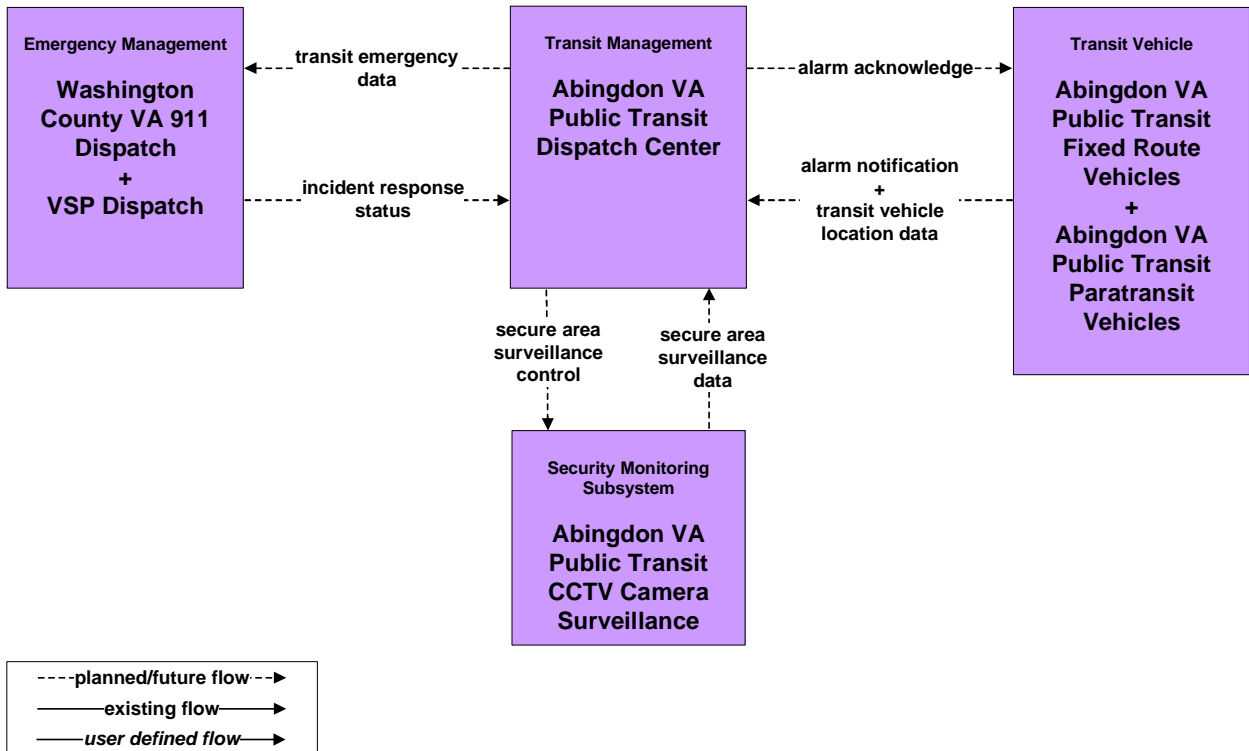 Emergency Management
Washington
County VA 911
Dispatch
+
VSP Dispatch
transit emergency
data
incident response
status
Transit Management
Abingdon VA
Public Transit
Dispatch Center
alarm acknowledge
alarm notification
+
transit vehicle
location data
Transit Vehicle
Abingdon VA
Public Transit
Fixed Route
Vehicles
+
Abingdon VA
Public Transit
Paratransit
Vehicles
secure area
surveillance
control
secure area
surveillance
data
Security Monitoring
Subsystem
Abingdon VA
Public Transit
CCTV Camera
Surveillance
planned/future flow
existing flow
user defined flow